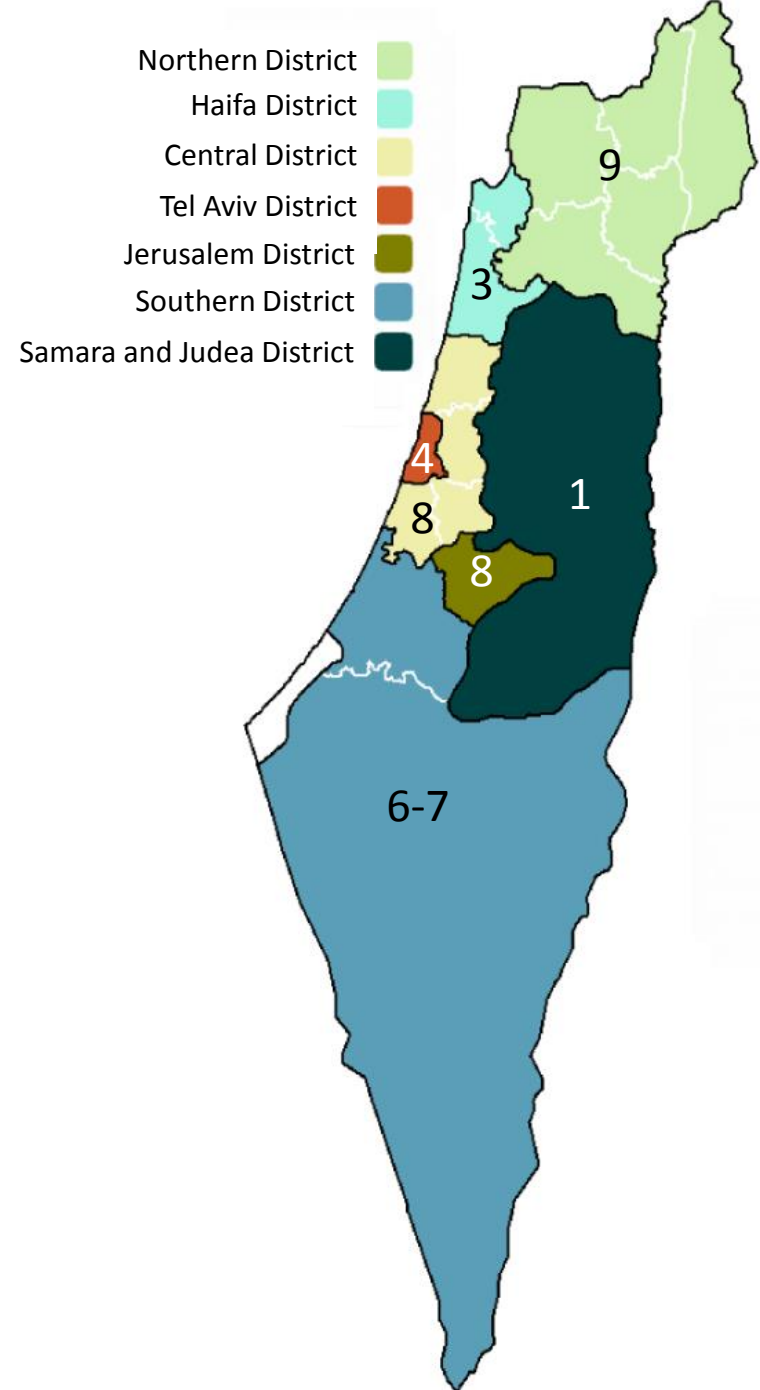 Northern District
Haifa District
Central District
Tel Aviv District
Jerusalem District
Southern District
Samara and Judea District
9
3
4
1
8
8
6-7